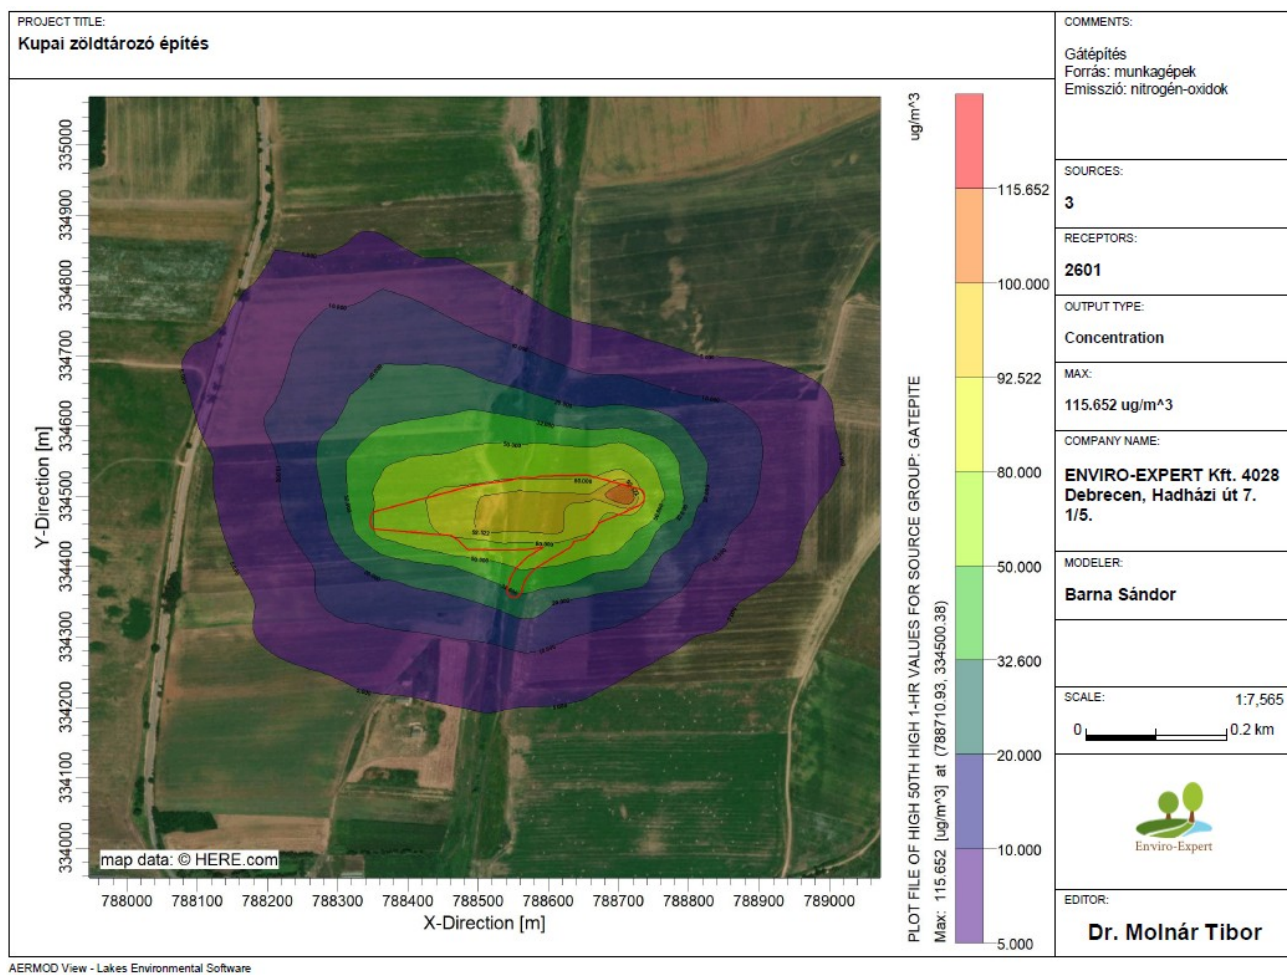 PROJECT TITLE:
Kupai zöldtározó építés
COMMENTS:
Gátépítés
Forrás: munkagépek
Emisszió: nitrogén-oxidok
SOURCES:
3
RECEPTORS:
2601
OUTPUT TYPE:
Concentration
MAX:
115.652 ug/m^3
COMPANY NAME:
ENVIRO-EXPERT Kft. 4028
Debrecen, Hadházi út 7.
1/5.
MODELER:
Barna Sándor
SCALE:
1:7,565
0
0.2 km
Enviro-Expert
EDITOR:
Dr. Molnár Tibor
Y-Direction [m]
335000
334900
334800
334700
334600
334500
334400
334300
334200
334100
334000
map data: © HERE.com
788000
788100
788200
788300
788400
788500
788600
788700
788800
788900
789000
X-Direction [m]
ug/m^3
PLOT FILE OF HIGH 50TH HIGH 1-HR VALUES FOR SOURCE GROUP: GATEPITE
Max: 115.652 [ug/m^3] at (788710.93, 334500.38)
115.652
100.000
92.522
80.000
50.000
32.600
20.000
10.000
5.000
AERMOD View - Lakes Environmental Software